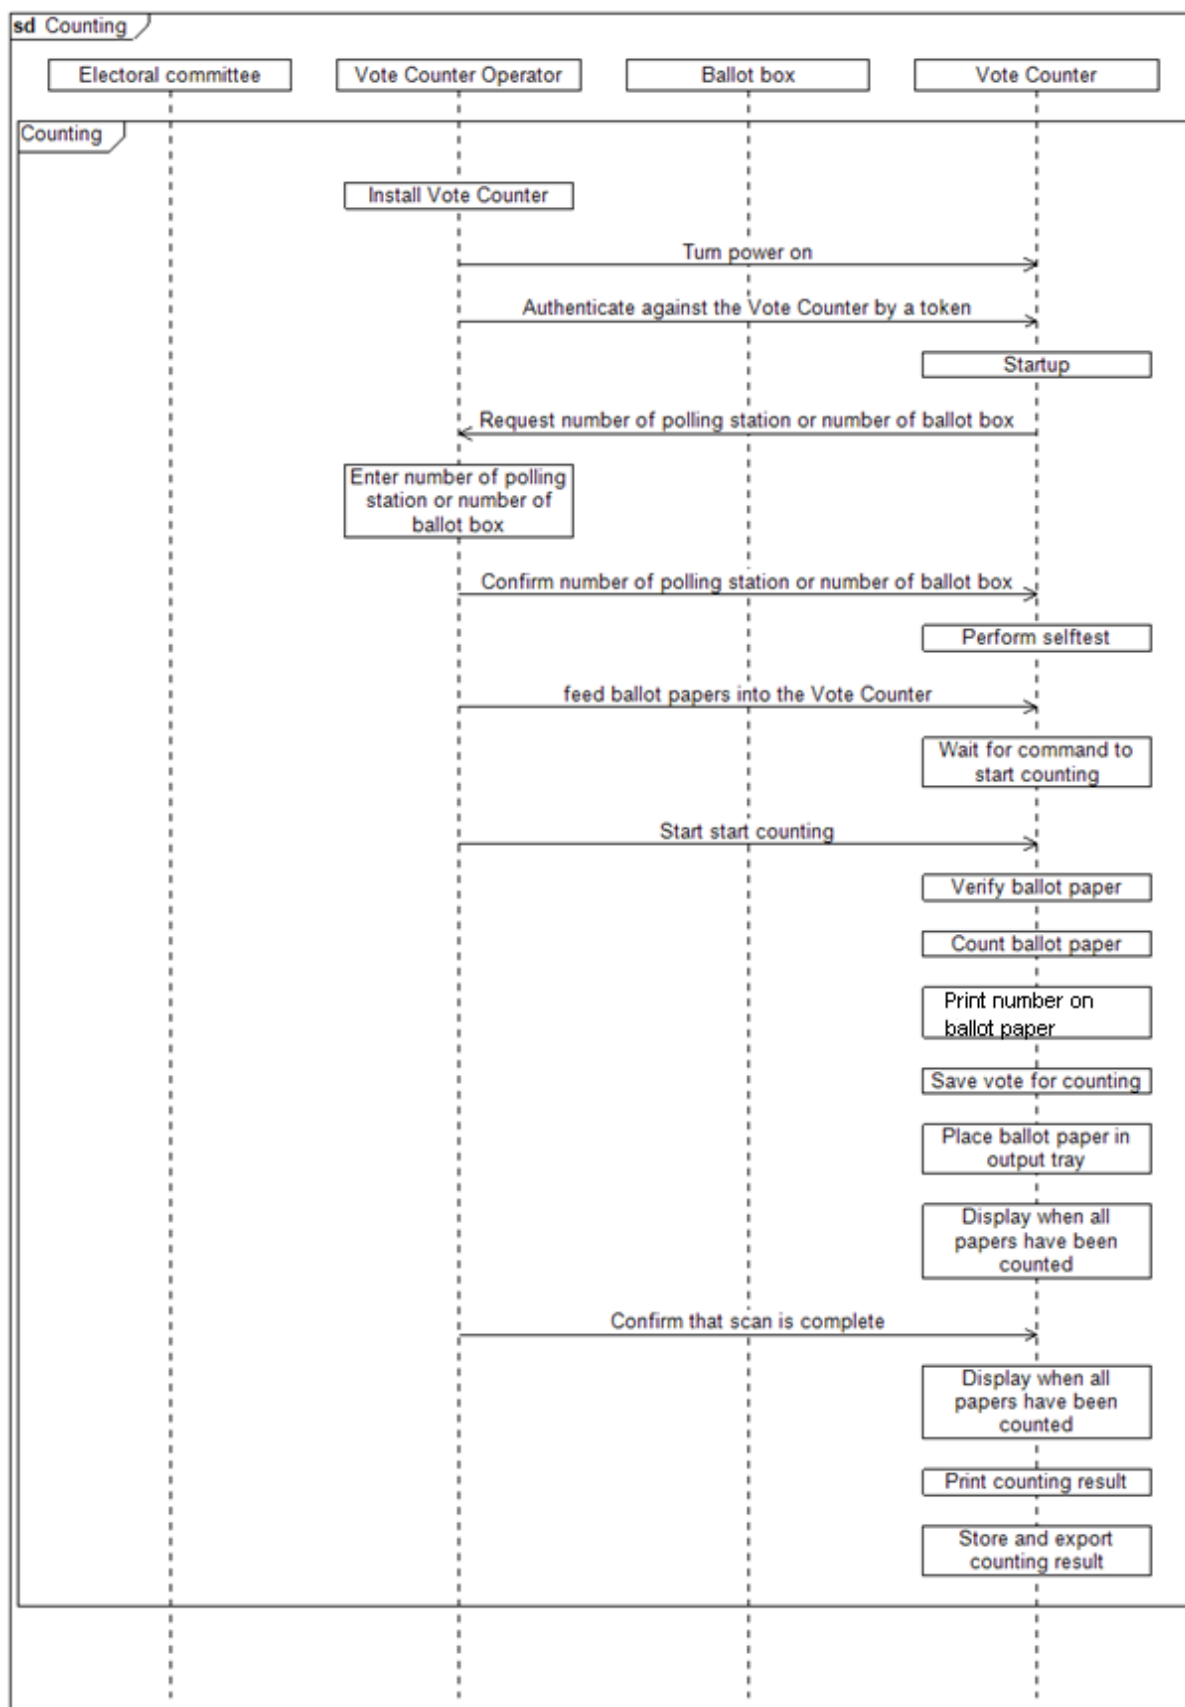 sd Counting
Electoral committee
Vote Counter Operator
Ballot box
Vote Counter
Counting
Install Vote Counter
Turn power on
Authenticate against the Vote Counter by a token
Startup
Request number of polling station or number of ballot box
Enter number of polling
station or number of
ballot box
Confirm number of polling station or number of ballot box
Perform selftest
feed ballot papers into the Vote Counter
Wait for command to
start counting
Start start counting
Verify ballot paper
Count ballot paper
Print number on
ballot paper
Save vote for counting
Place ballot paper in
output tray
Display when all
papers have been
counted
Confirm that scan is complete
Display when all
papers have been
counted
Print counting result
Store and export
counting result